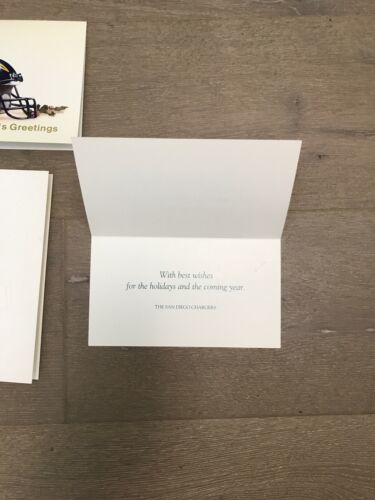 's Greetings
With best wishes
for the holidays and the coming year.
THE SAN DIEGO CHARGERS